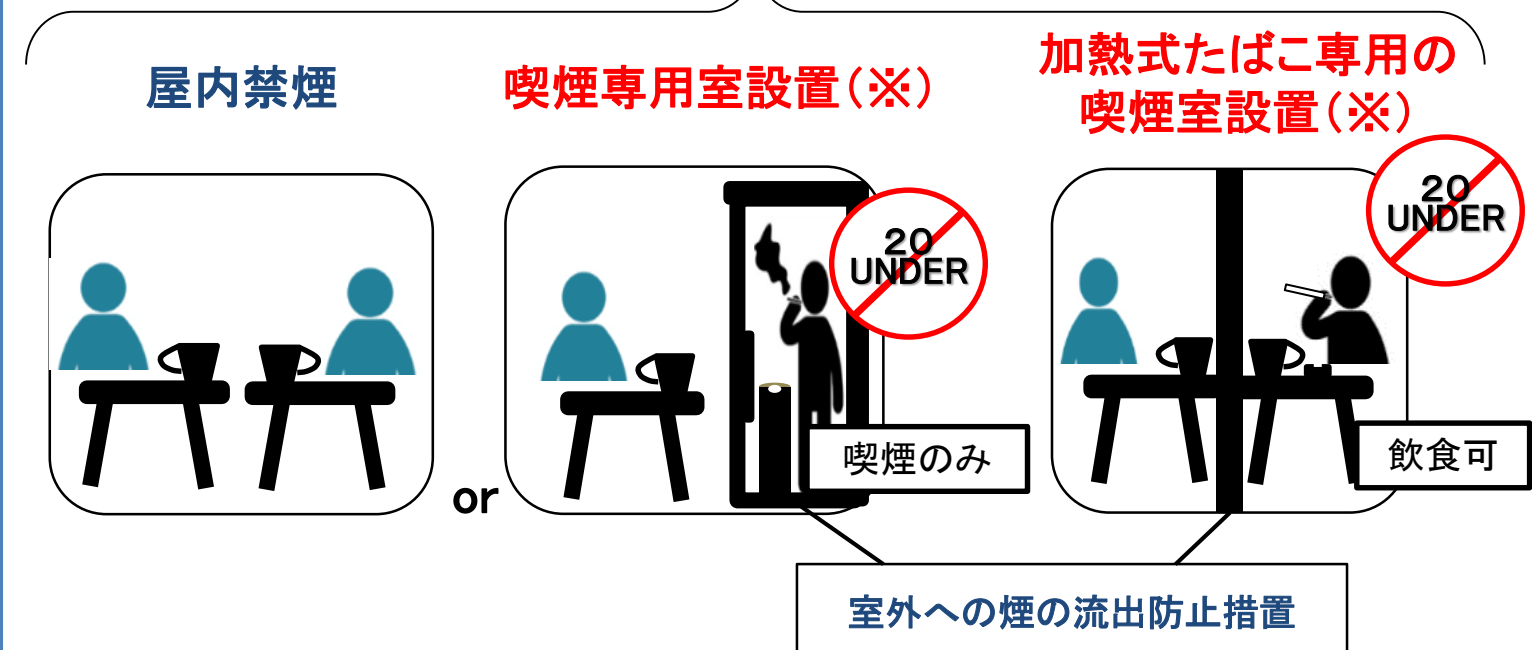 屋内禁煙
喫煙専用室設置(※)
加熱式たばこ専用の
喫煙室設置(※)
20
UNDER
20
UNDER
喫煙のみ
飲食可
or
室外への煙の流出防止措置